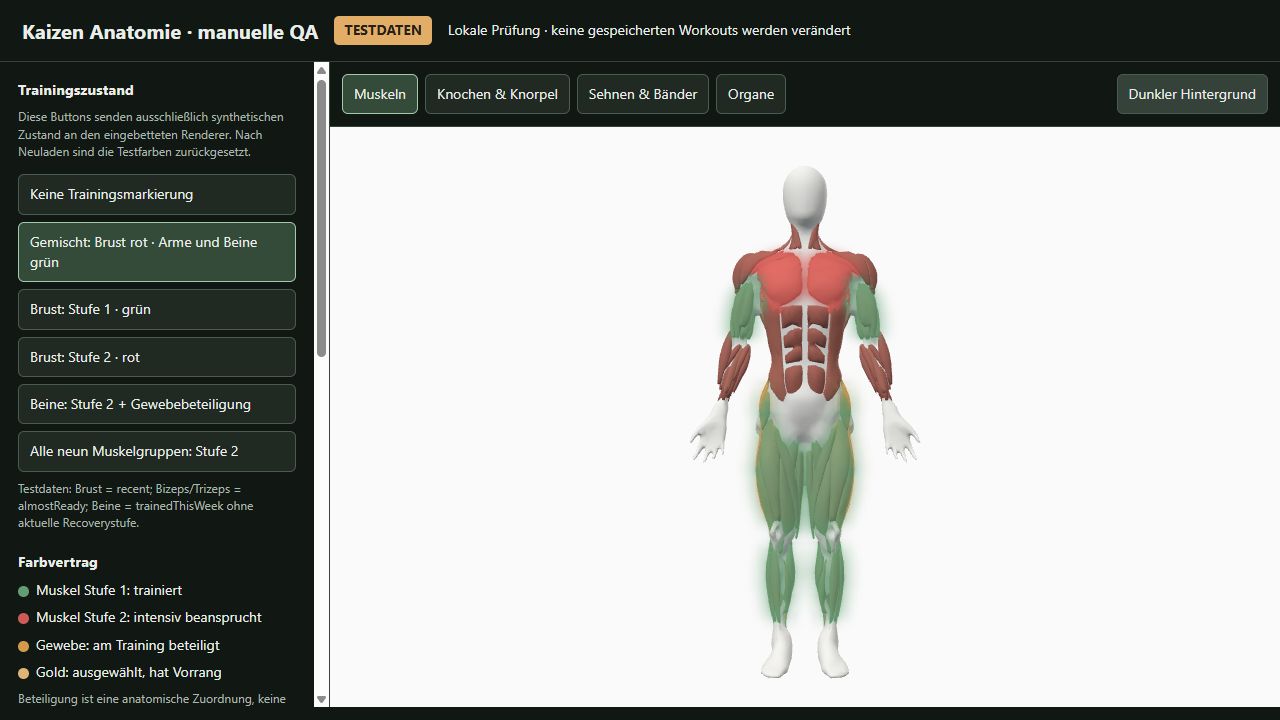 Kaizen Anatomie · manuelle QA
TESTDATEN
Lokale Prüfung · keine gespeicherten Workouts werden verändert
Trainingszustand
Diese Buttons senden ausschließlich synthetischen
Zustand an den eingebetteten Renderer. Nach
Neuladen sind die Testfarben zurückgesetzt.
Keine Trainingsmarkierung
Gemischt: Brust rot · Arme und Beine
grün
Brust: Stufe 1 · grün
Brust: Stufe 2 · rot
Beine: Stufe 2 + Gewebebeteiligung
Alle neun Muskelgruppen: Stufe 2
Testdaten: Brust = recent; Bizeps/Trizeps =
almostReady; Beine = trainedThisWeek ohne
aktuelle Recoverystufe.
Farbvertrag
Muskel Stufe 1: trainiert
Muskel Stufe 2: intensiv beansprucht
Gewebe: am Training beteiligt
Gold: ausgewählt, hat Vorrang
Beteiligung ist eine anatomische Zuordnung, keine
Muskeln
Knochen & Knorpel
Sehnen & Bänder
Organe
Dunkler Hintergrund